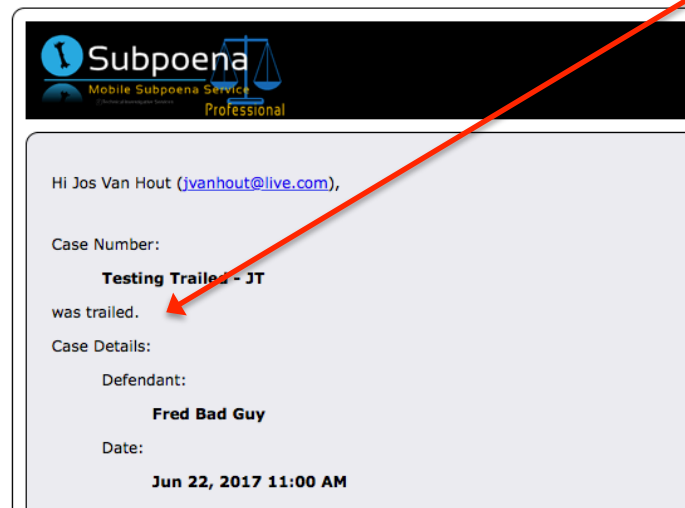 Subpoena
Mobile Subpoena Service
Professional
Hi Jos Van Hout (jvanhout@live.com),
Case Number:
Testing Trailed - JT
was trailed.
Case Details:
Defendant:
Fred Bad Guy
Date:
Jun 22, 2017 11:00 AM